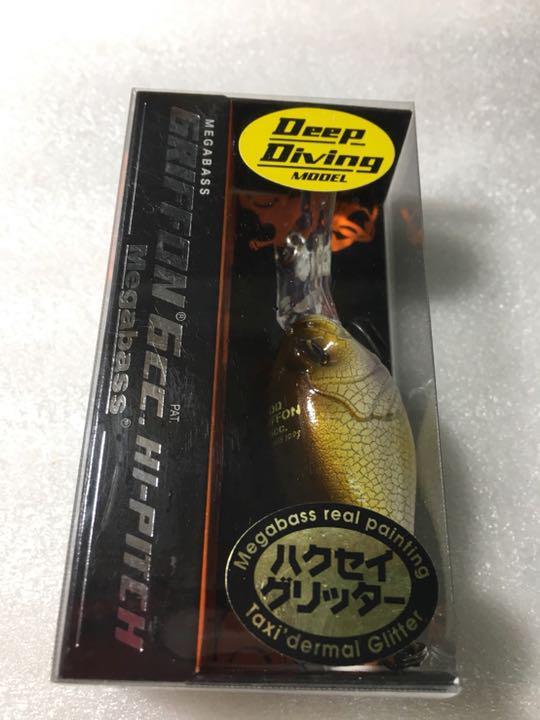 Deep
Diving
MODEL
MEGABASS
GRIFFON® 6CC. HI-PITCH
PAT.
Megabass®
Megabass real painting
ハクセイ
グリッター
Taxi'dermal Glitter